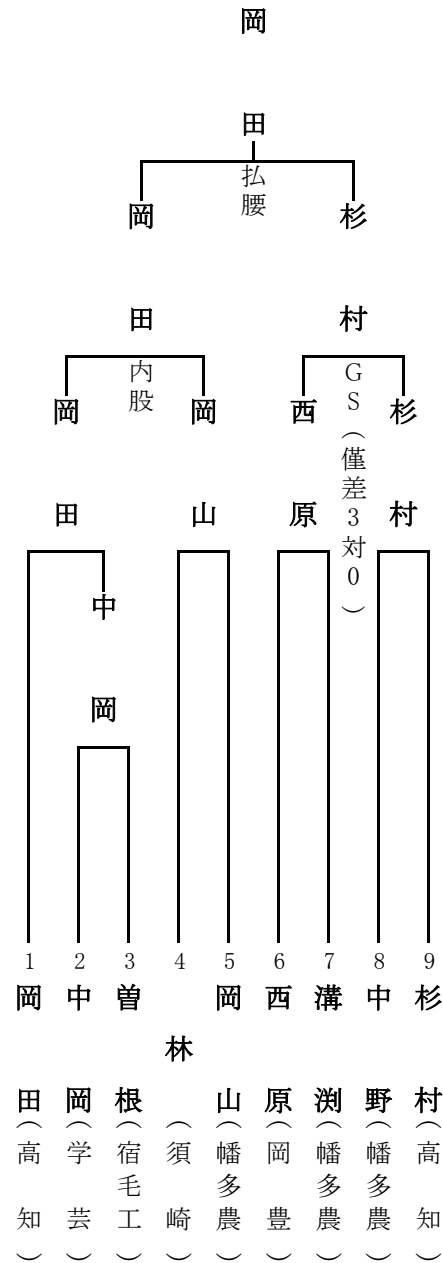 岡田
払腰
岡田
杉村
内股
GS（僅差3対0）
岡田
岡山
西原
杉村
中岡
1 2 3 4 5 6 7 8 9
岡田（高知）
中岡（学芸）
曽根（宿毛工）
林（須崎）
岡山（幡多農）
西原（岡豊）
溝渕（幡多農）
中野（幡多農）
杉村（高知）